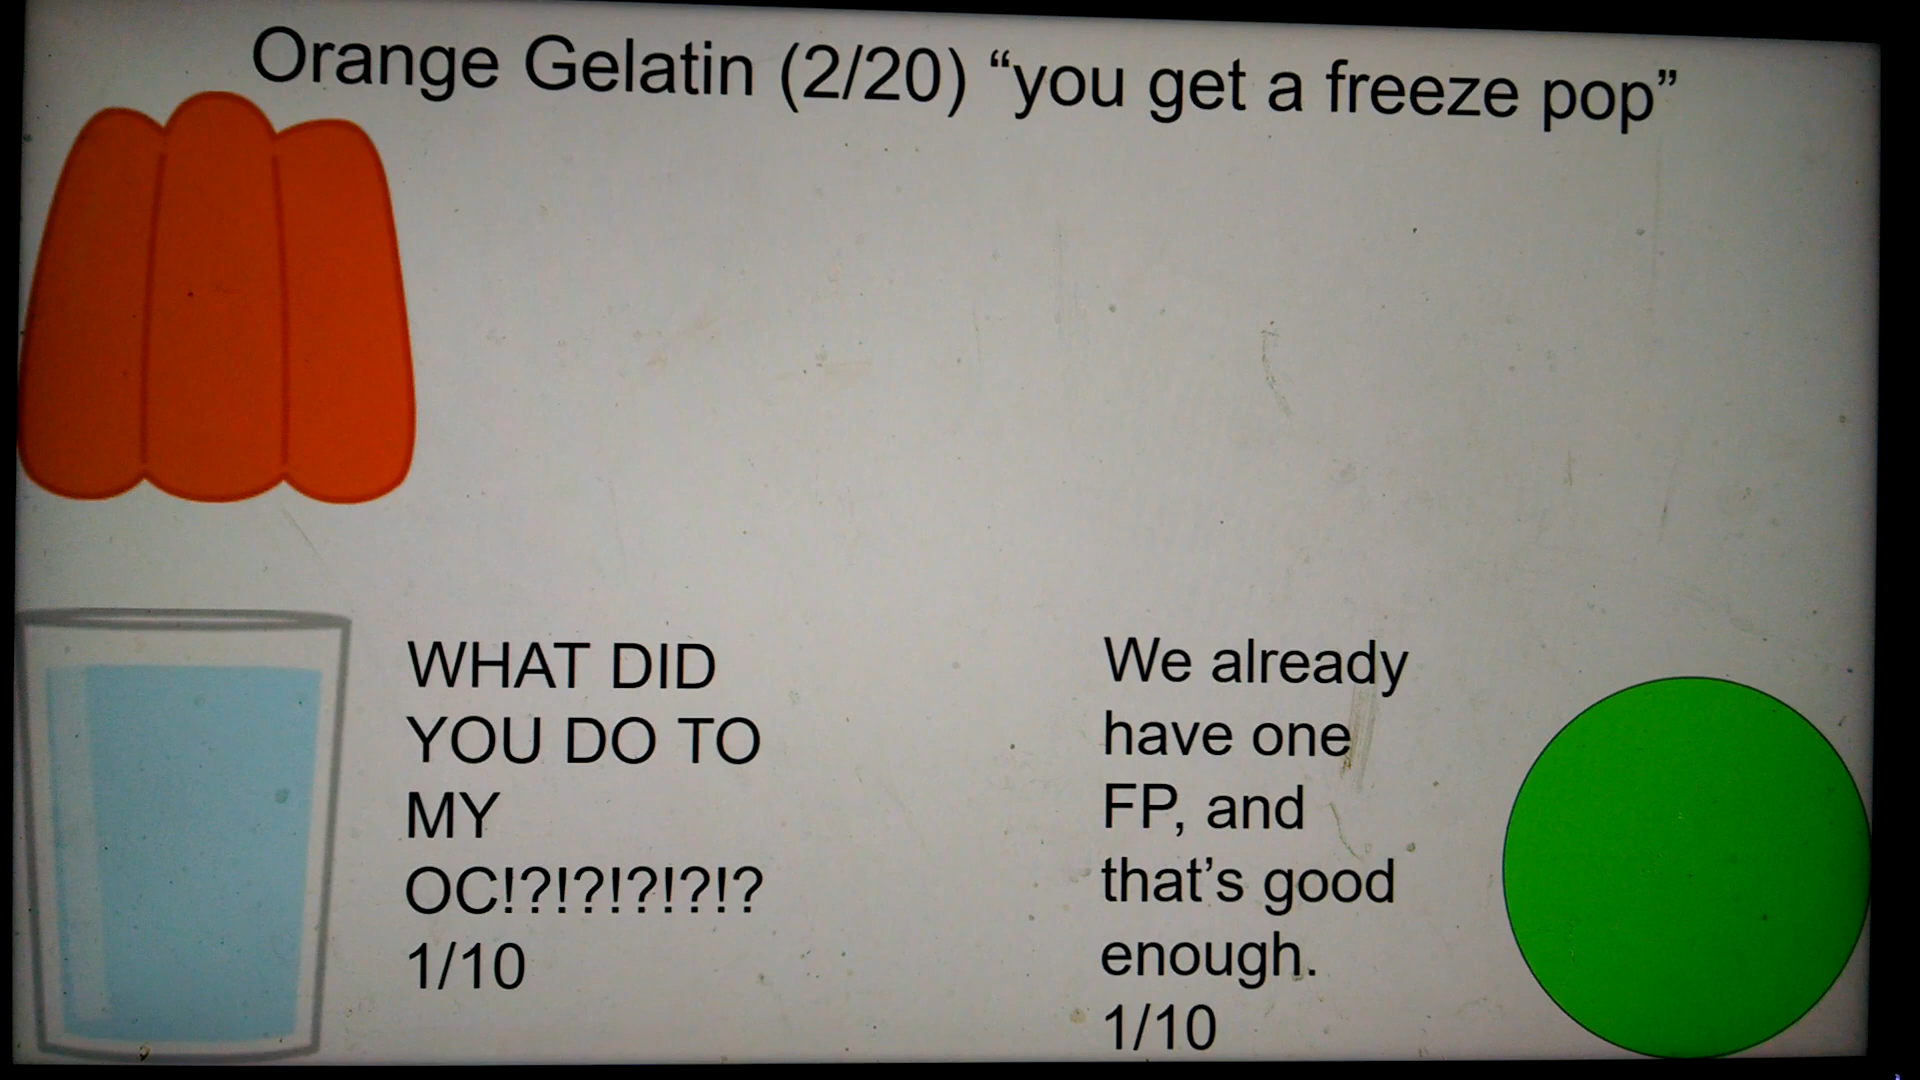 Orange Gelatin (2/20) “you get a freeze pop”
WHAT DID
YOU DO TO
MY
OC!?!?!?!?!?
1/10
We already
have one
FP, and
that’s good
enough.
1/10